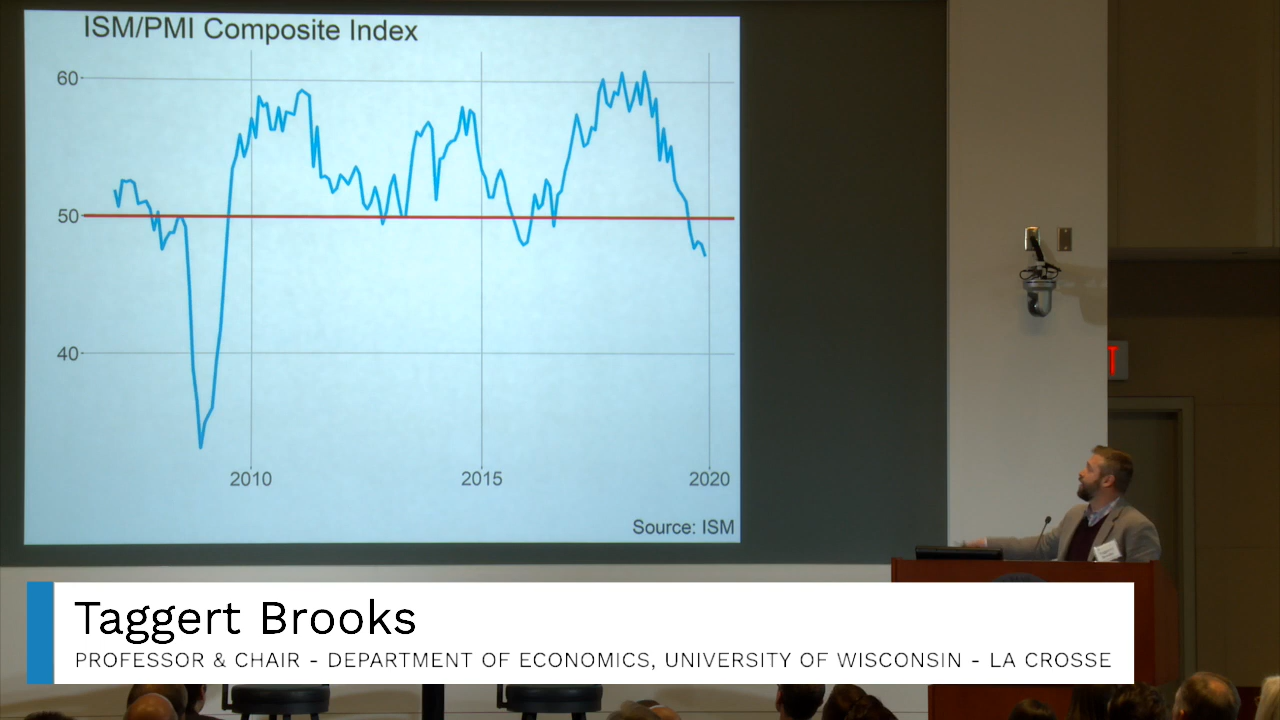 ISM/PMI Composite Index
60
50
40
2010 2015 2020
Source: ISM
T
Taggert Brooks
PROFESSOR & CHAIR - DEPARTMENT OF ECONOMICS, UNIVERSITY OF WISCONSIN - LA CROSSE